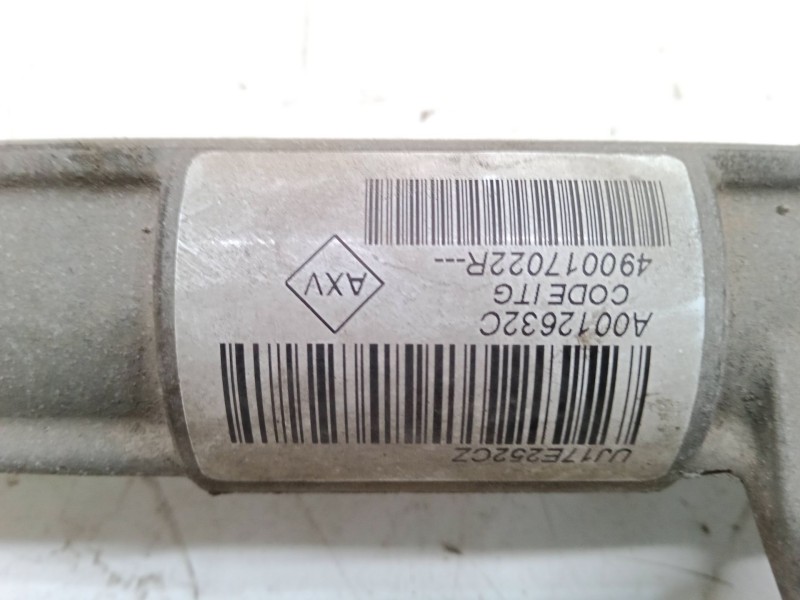 UJ17E252CZ
A0012632C
CODE ITG
AXV
490017022R---